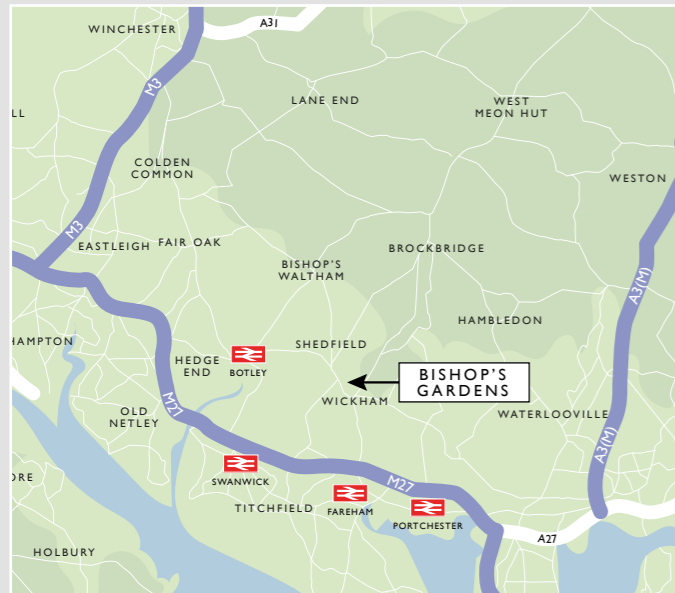 A31
WINCHESTER
M3
LANE END
WEST
MEON HUT
LL
COLDEN
COMMON
WESTON
M3
EASTLEIGH
FAIR OAK
BROCKBRIDGE
BISHOP'S
WALTHAM
A3(M)
HAMBLEDON
HAMPTON
SHEDFIELD
HEDGE
END
BOTLEY
BISHOP'S
GARDENS
WICKHAM
M27
OLD
NETLEY
WATERLOOVILLE
A3(M)
ORE
SWANWICK
M27
TITCHFIELD
FAREHAM
PORTCHESTER
A27
HOLBURY